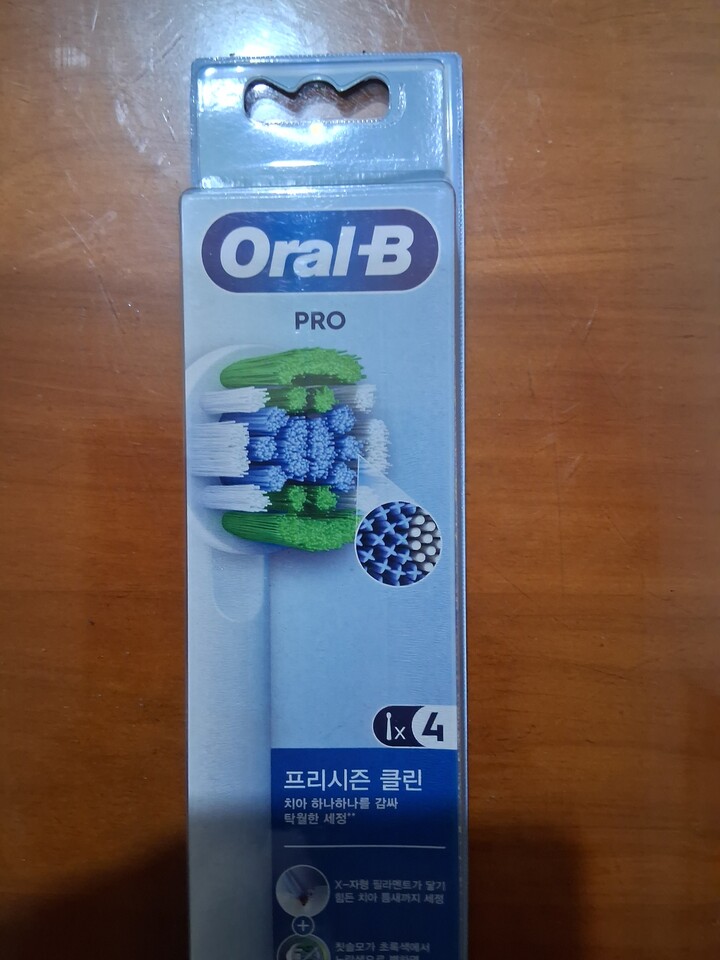 Oral-B
PRO
x 4
프리시즌 클린
치아 하나하나를 감싸
탁월한 세정**
X-자형 필라멘트가 닿기
힘든 치아 틈새까지 세정
+
칫솔모가 초록색에서